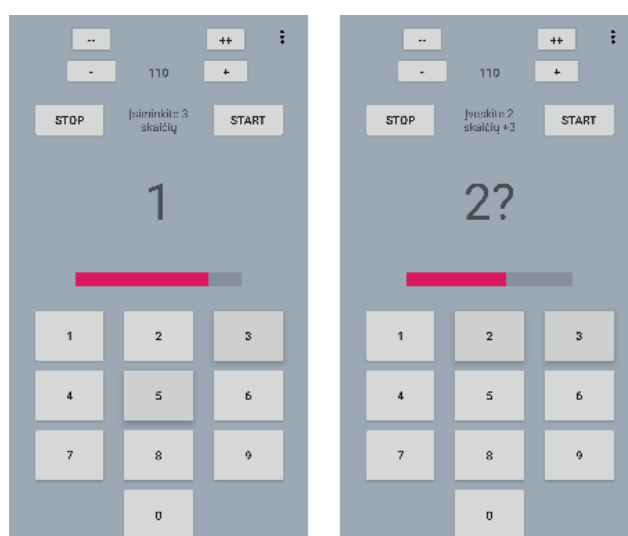 -- ++
- 110 +
STOP Įsiminkite 3 skaičių START
1
1 2 3
4 5 6
7 8 9
0
-- ++
- 110 +
STOP Įveskite 2 skaičių +3 START
2?
1 2 3
4 5 6
7 8 9
0